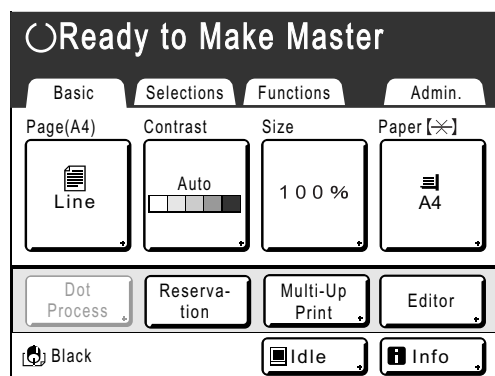 Ready to Make Master
Basic Selections Functions Admin.
Page(A4) Contrast Size Paper【※】
Line
Auto
100%
A4
Dot
Process
Reserva-
tion
Multi-Up
Print
Editor
Black
Idle
i Info